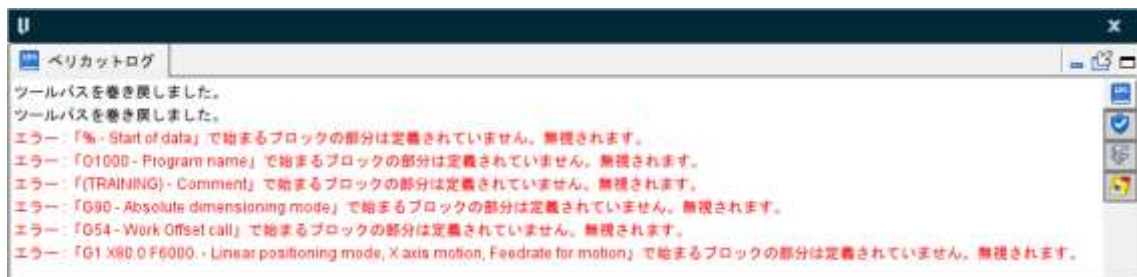 ベリカットログ
ツールパスを巻き戻しました。
ツールパスを巻き戻しました。
エラー:「% - Start of data」で始まるブロックの部分は定義されていません。無視されます。
エラー:「O1000 - Program name」で始まるブロックの部分は定義されていません。無視されます。
エラー:「(TRAINING) - Comment」で始まるブロックの部分は定義されていません。無視されます。
エラー:「G90 - Absolute dimensioning mode」で始まるブロックの部分は定義されていません。無視されます。
エラー:「G54 - Work Offset call」で始まるブロックの部分は定義されていません。無視されます。
エラー:「G1 X80.0 F6000. - Linear positioning mode, X axis motion, Feedrate for motion」で始まるブロックの部分は定義されていません。無視されます。